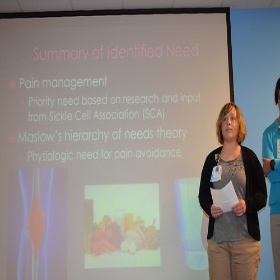 Summary of Identified Need
Pain management
Priority need based on research and input
from Sickle Cell Association (SCA)
Maslow's hierarchy of needs theory
Physiologic need for pain avoidance